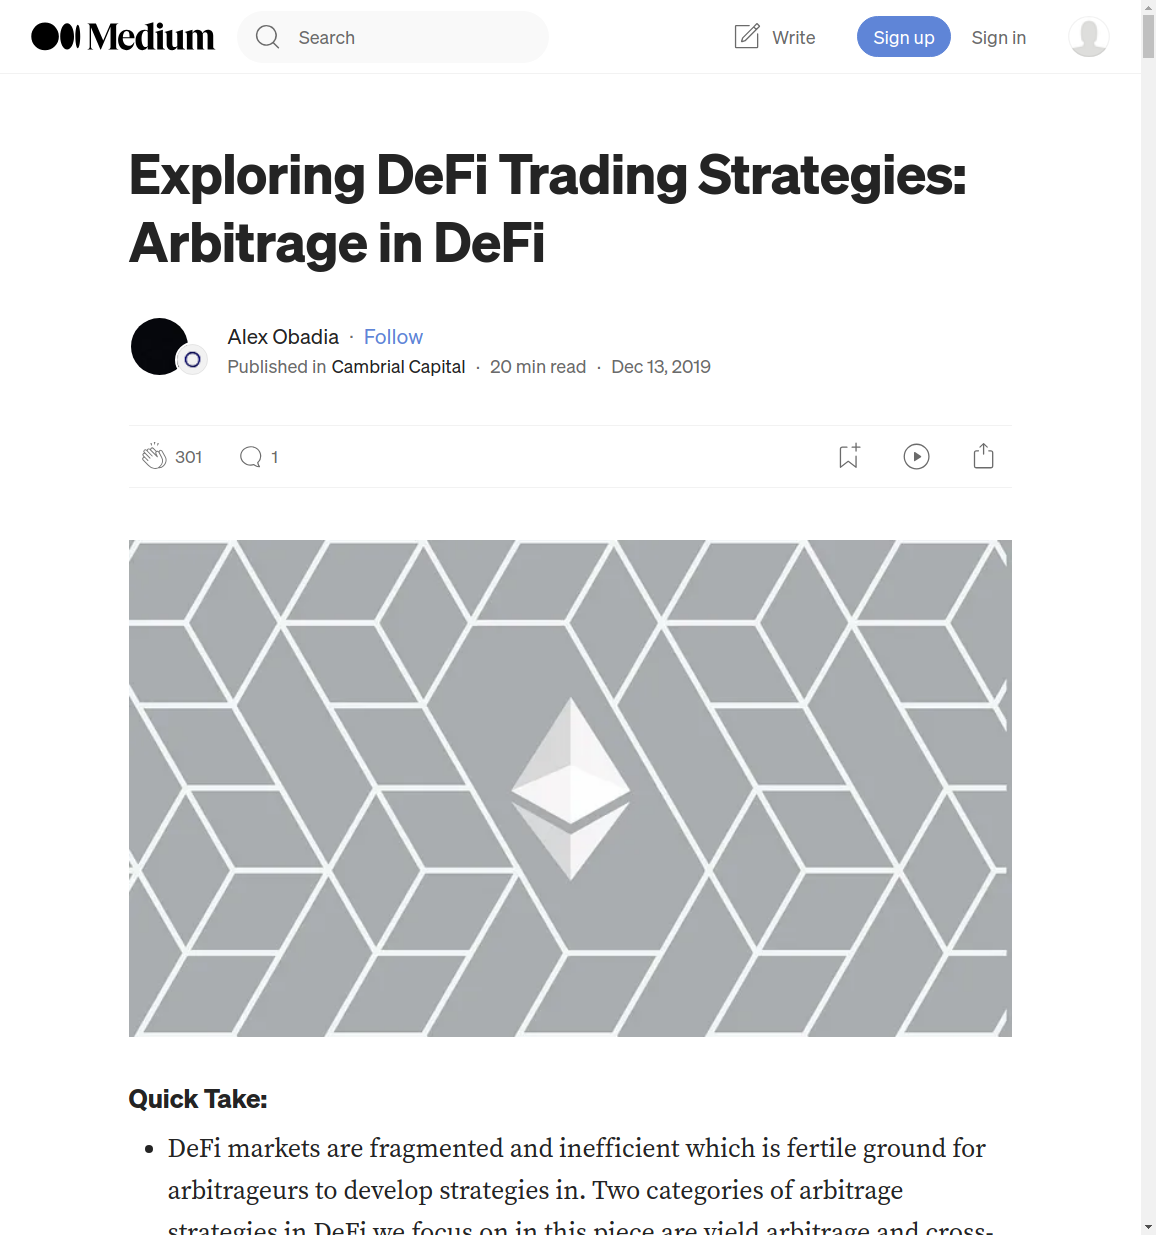 Medium
Search
Write
Sign up
Sign in
Exploring DeFi Trading Strategies:
Arbitrage in DeFi
Alex Obadia · Follow
Published in Cambrial Capital · 20 min read · Dec 13, 2019
301
1
Quick Take:
• DeFi markets are fragmented and inefficient which is fertile ground for
arbitrageurs to develop strategies in. Two categories of arbitrage
strategies in DeFi we focus on in this piece are yield arbitrage and cross-